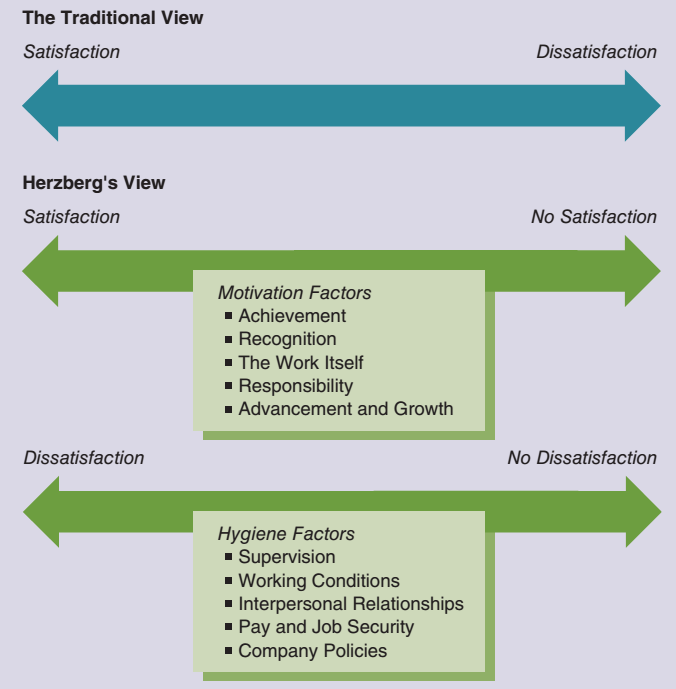 The Traditional View
Satisfaction Dissatisfaction
Herzberg's View
Satisfaction No Satisfaction
Motivation Factors
▪ Achievement
▪ Recognition
▪ The Work Itself
▪ Responsibility
▪ Advancement and Growth
Dissatisfaction No Dissatisfaction
Hygiene Factors
▪ Supervision
▪ Working Conditions
▪ Interpersonal Relationships
▪ Pay and Job Security
▪ Company Policies